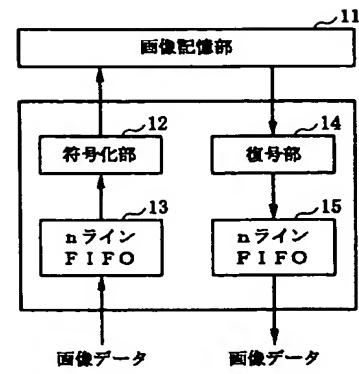 11
画像記憶部
12
14
符号化部
復号部
13
15
nライン
FIFO
nライン
FIFO
画像データ
画像データ